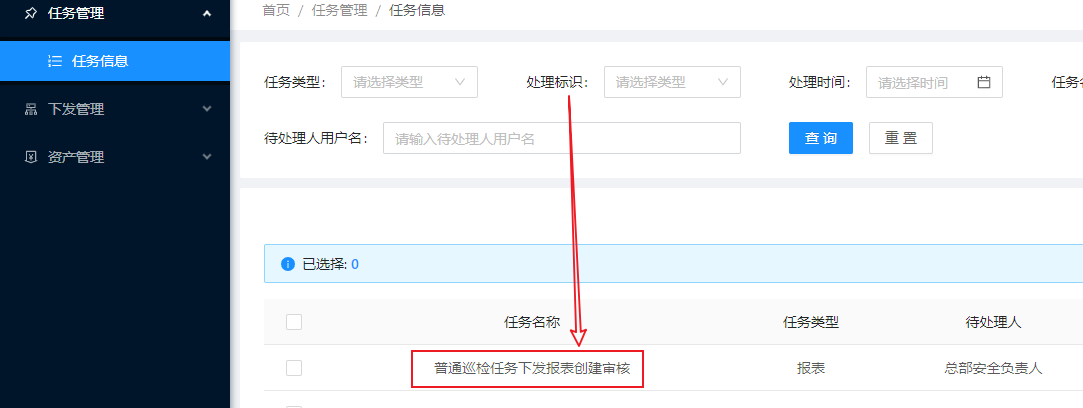 任务管理
任务信息
下发管理
资产管理
首页 / 任务管理 / 任务信息
任务类型： 请选择类型 处理标识： 请选择类型 处理时间： 请选择时间
待处理人用户名： 请输入待处理人用户名 查 询 重 置
已选择: 0
任务名称 任务类型 待处理人
普通巡检任务下发报表创建审核 报表 总部安全负责人